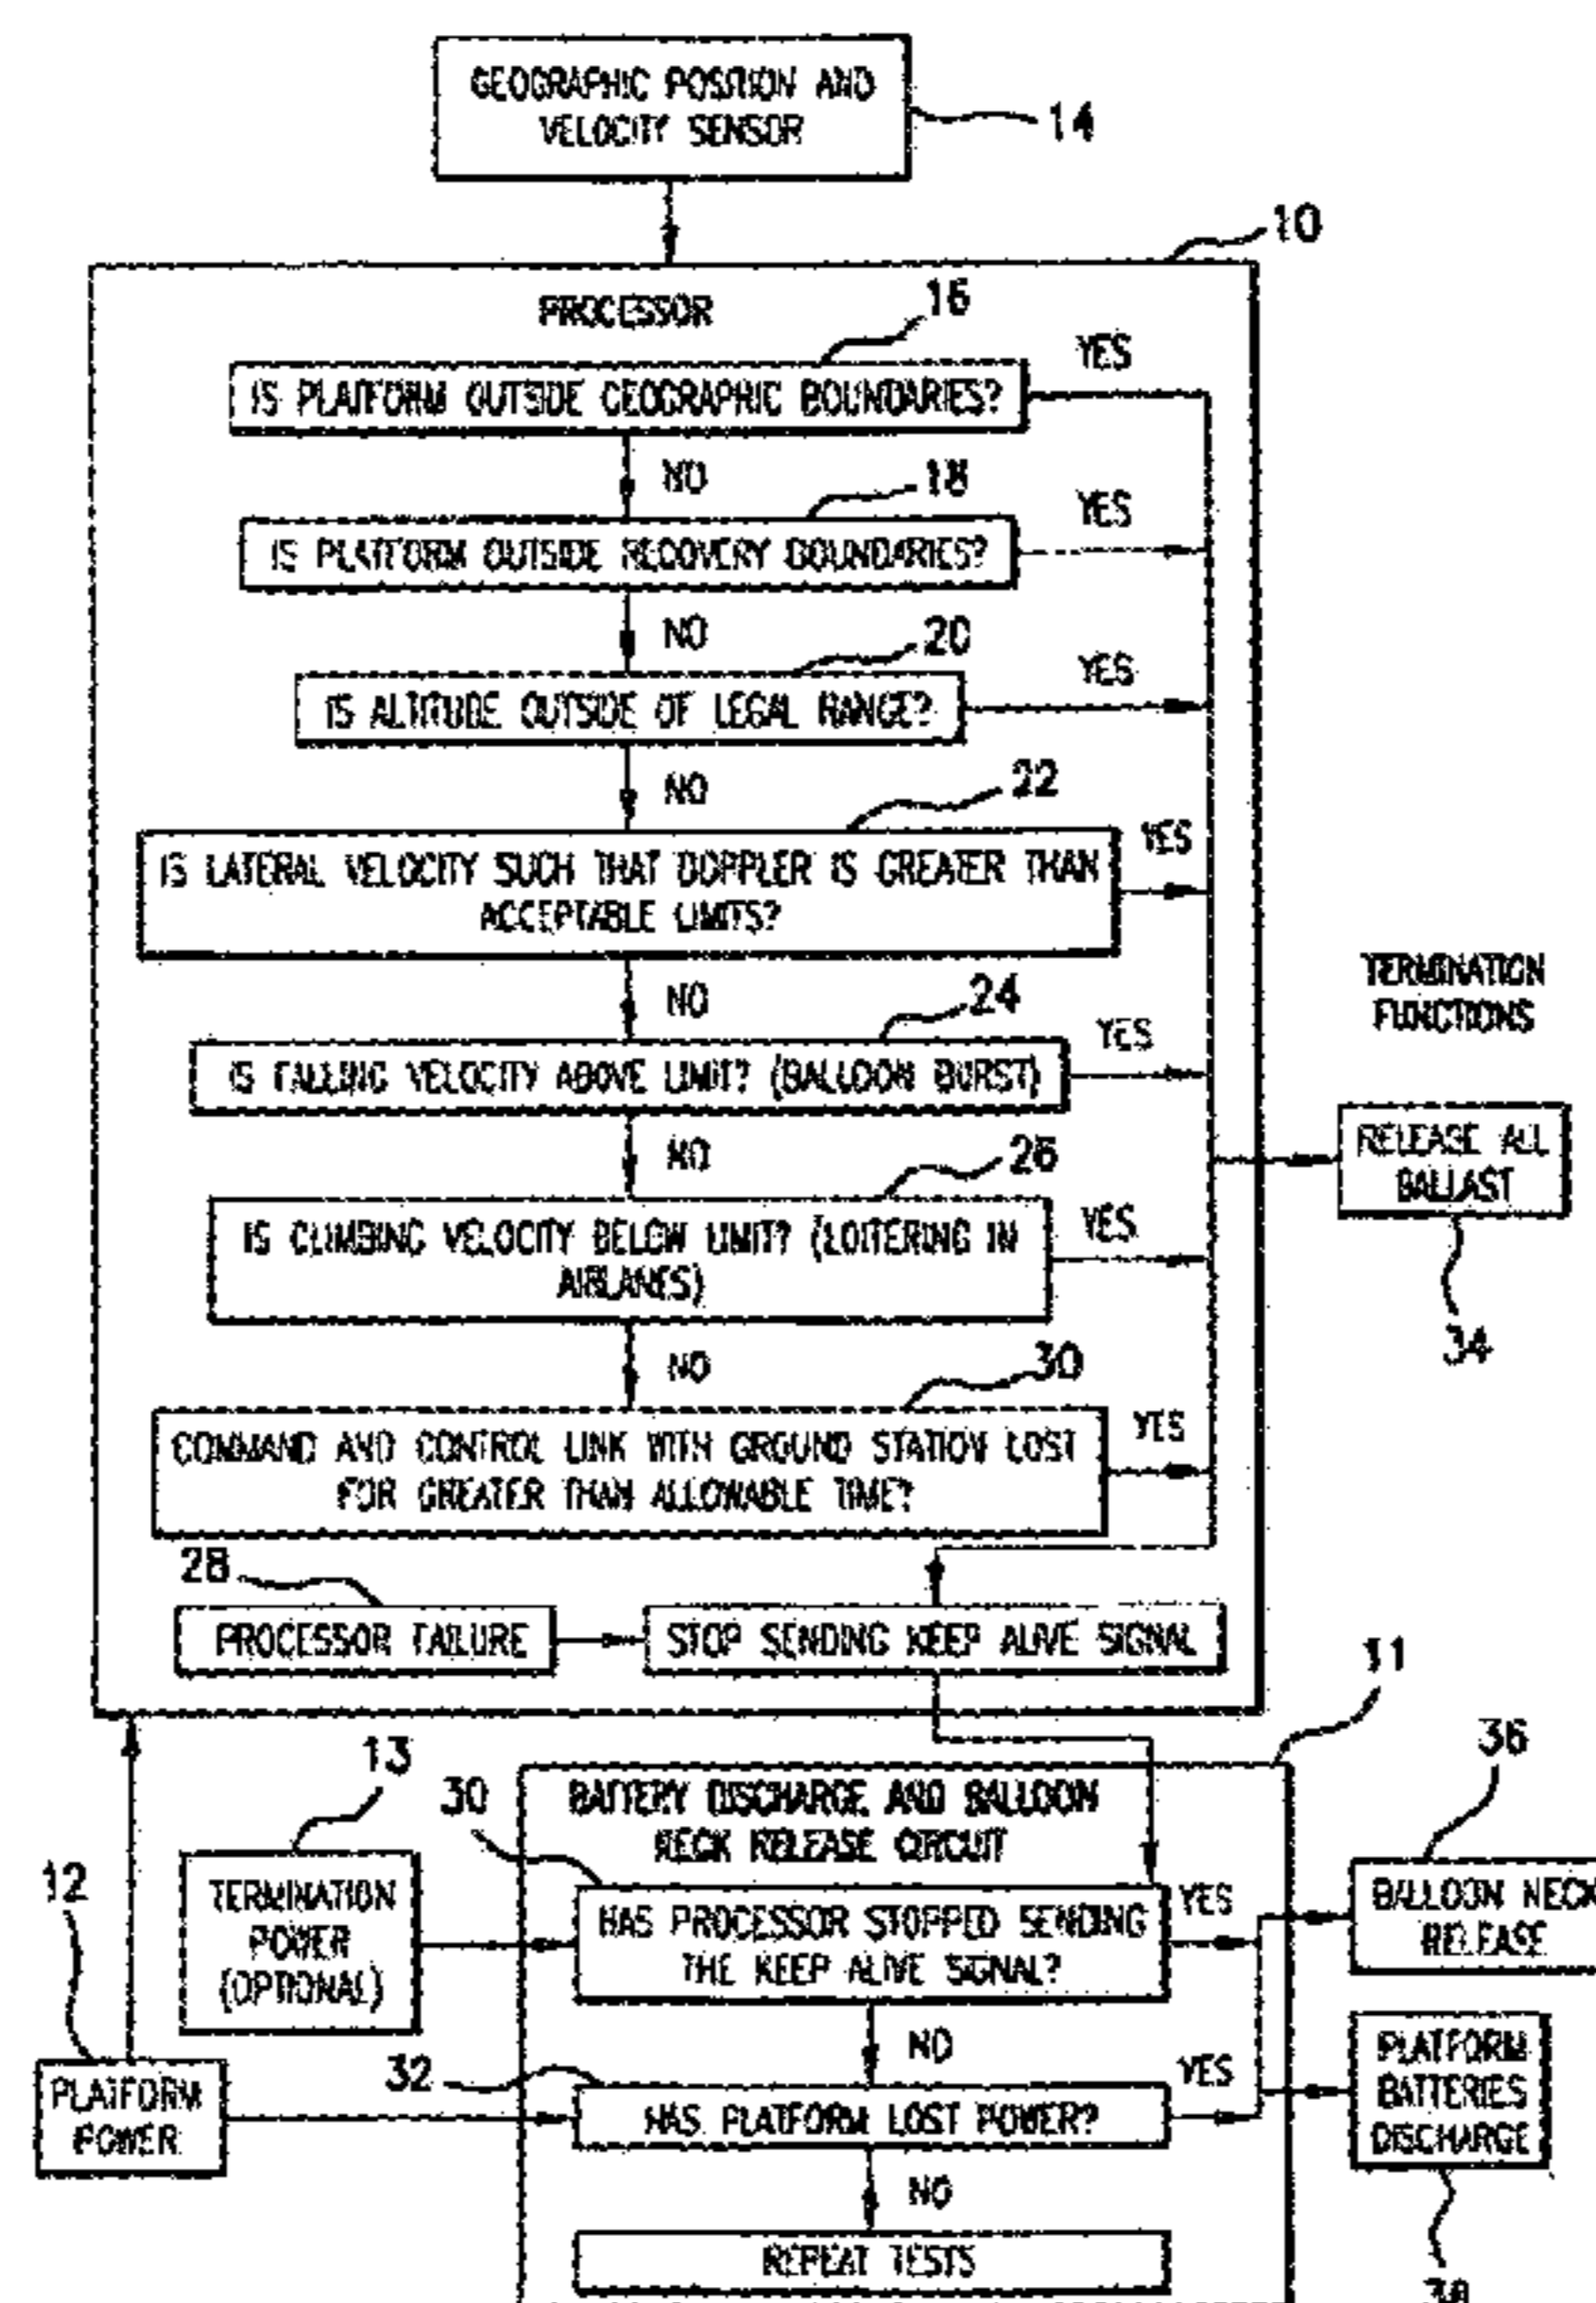 GEOGRAPHIC POSITION AND
VELOCITY SENSOR
14
10
PROCESSOR
16
YES
IS PLATFORM OUTSIDE GEOGRAPHIC BOUNDARIES?
NO
18
YES
IS PLATFORM OUTSIDE RECOVERY BOUNDARIES?
NO
20
YES
IS ALTITUDE OUTSIDE OF LEGAL RANGE?
NO
22
YES
IS LATERAL VELOCITY SUCH THAT DOPPLER IS GREATER THAN
ACCEPTABLE LIMITS?
NO
24
YES
IS FALLING VELOCITY ABOVE LIMIT? (BALLOON BURST)
NO
26
YES
IS CLIMBING VELOCITY BELOW LIMIT? (LOITERING IN
AIRLANES)
NO
30
YES
COMMAND AND CONTROL LINK WITH GROUND STATION LOST
FOR GREATER THAN ALLOWABLE TIME?
28
PROCESSOR FAILURE
STOP SENDING KEEP ALIVE SIGNAL
TERMINATION
FUNCTIONS
RELEASE ALL
BALLAST
34
11
13
30
BATTERY DISCHARGE AND BALLOON
NECK RELEASE CIRCUIT
36
12
TERMINATION
POWER
(OPTIONAL)
HAS PROCESSOR STOPPED SENDING
THE KEEP ALIVE SIGNAL?
YES
BALLOON NECK
RELEASE
NO
32
PLATFORM
POWER
HAS PLATFORM LOST POWER?
YES
PLATFORM
BATTERIES
DISCHARGE
NO
REPEAT TESTS
38